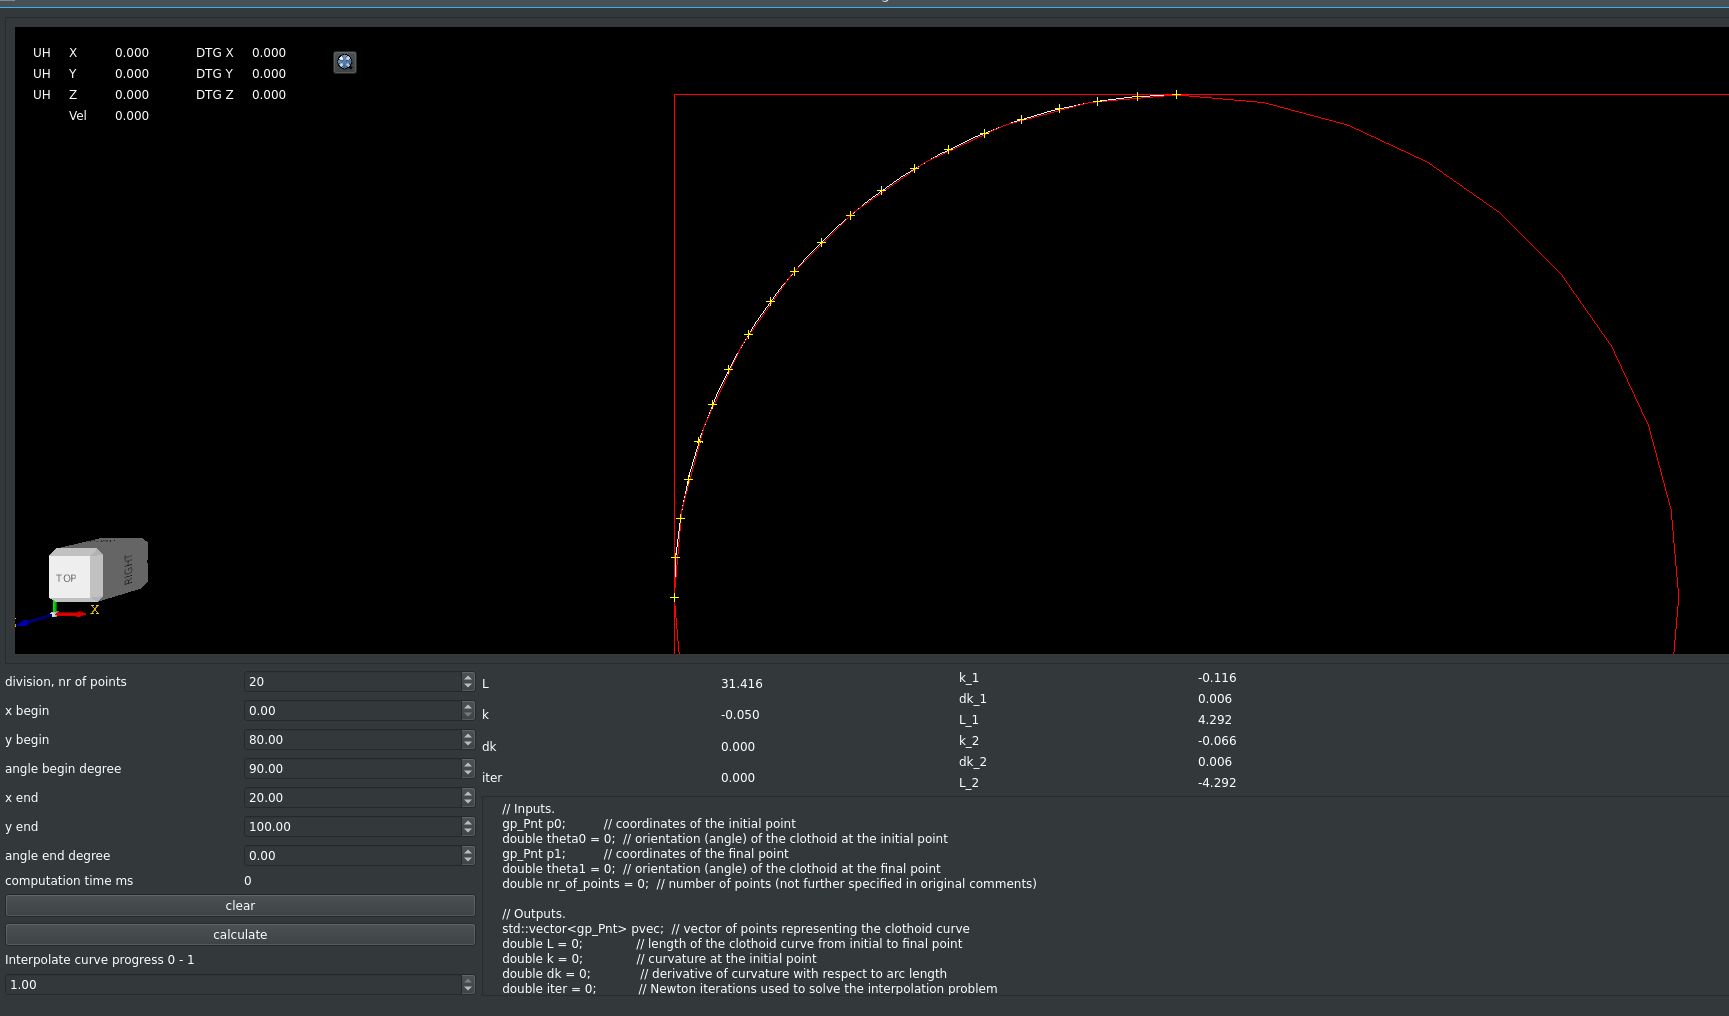 UH X 0.000 DTG X 0.000
UH Y 0.000 DTG Y 0.000
UH Z 0.000 DTG Z 0.000
Vel 0.000
TOP
RIGHT
X
division, nr of points 20
x begin 0.00
y begin 80.00
angle begin degree 90.00
x end 20.00
y end 100.00
angle end degree 0.00
computation time ms 0
clear
calculate
Interpolate curve progress 0 - 1
1.00
L 31.416
k -0.050
dk 0.000
iter 0.000
k_1 -0.116
dk_1 0.006
L_1 4.292
k_2 -0.066
dk_2 0.006
L_2 -4.292
// Inputs.
gp_Pnt p0; // coordinates of the initial point
double theta0 = 0; // orientation (angle) of the clothoid at the initial point
gp_Pnt p1; // coordinates of the final point
double theta1 = 0; // orientation (angle) of the clothoid at the final point
double nr_of_points = 0; // number of points (not further specified in original comments)
// Outputs.
std::vector<gp_Pnt> pvec; // vector of points representing the clothoid curve
double L = 0; // length of the clothoid curve from initial to final point
double k = 0; // curvature at the initial point
double dk = 0; // derivative of curvature with respect to arc length
double iter = 0; // Newton iterations used to solve the interpolation problem